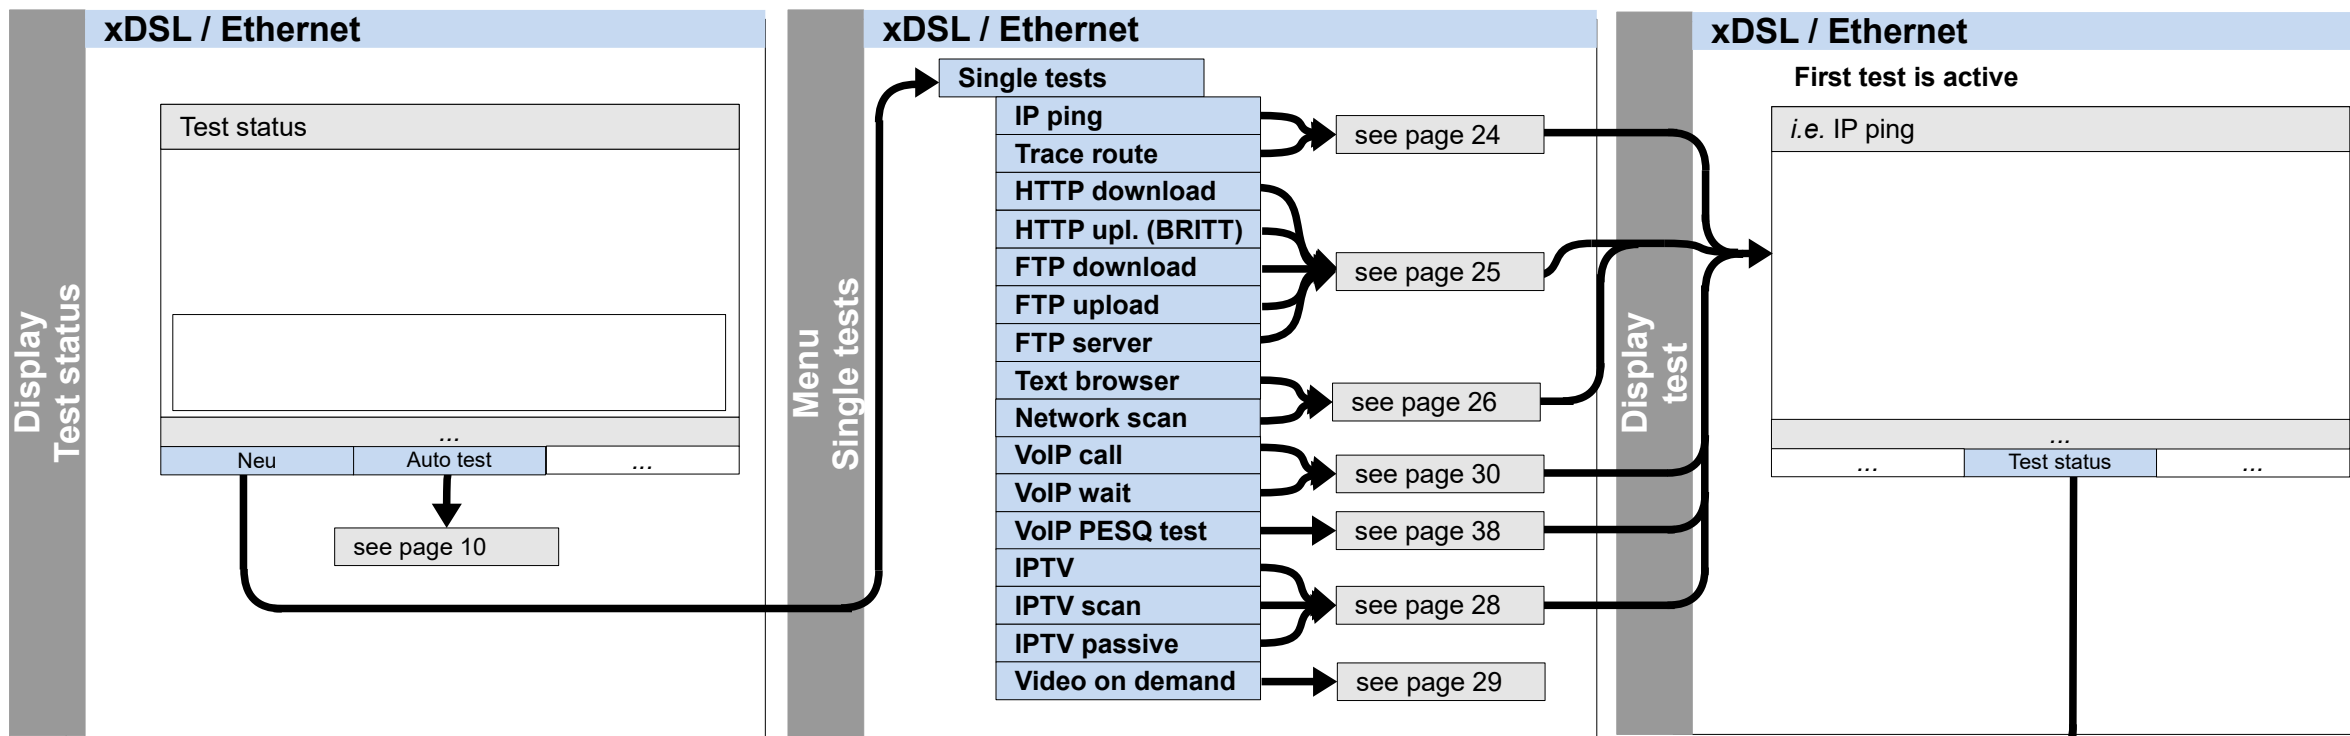 Display
Test status
xDSL / Ethernet
Test status
...
Neu
Auto test
...
see page 10
Menu
Single tests
xDSL / Ethernet
Single tests
IP ping
Trace route
HTTP download
HTTP upl. (BRITT)
FTP download
FTP upload
FTP server
Text browser
Network scan
VoIP call
VoIP wait
VoIP PESQ test
IPTV
IPTV scan
IPTV passive
Video on demand
see page 24
see page 25
see page 26
see page 30
see page 38
see page 28
see page 29
Display
test
xDSL / Ethernet
First test is active
i.e. IP ping
...
...
Test status
...